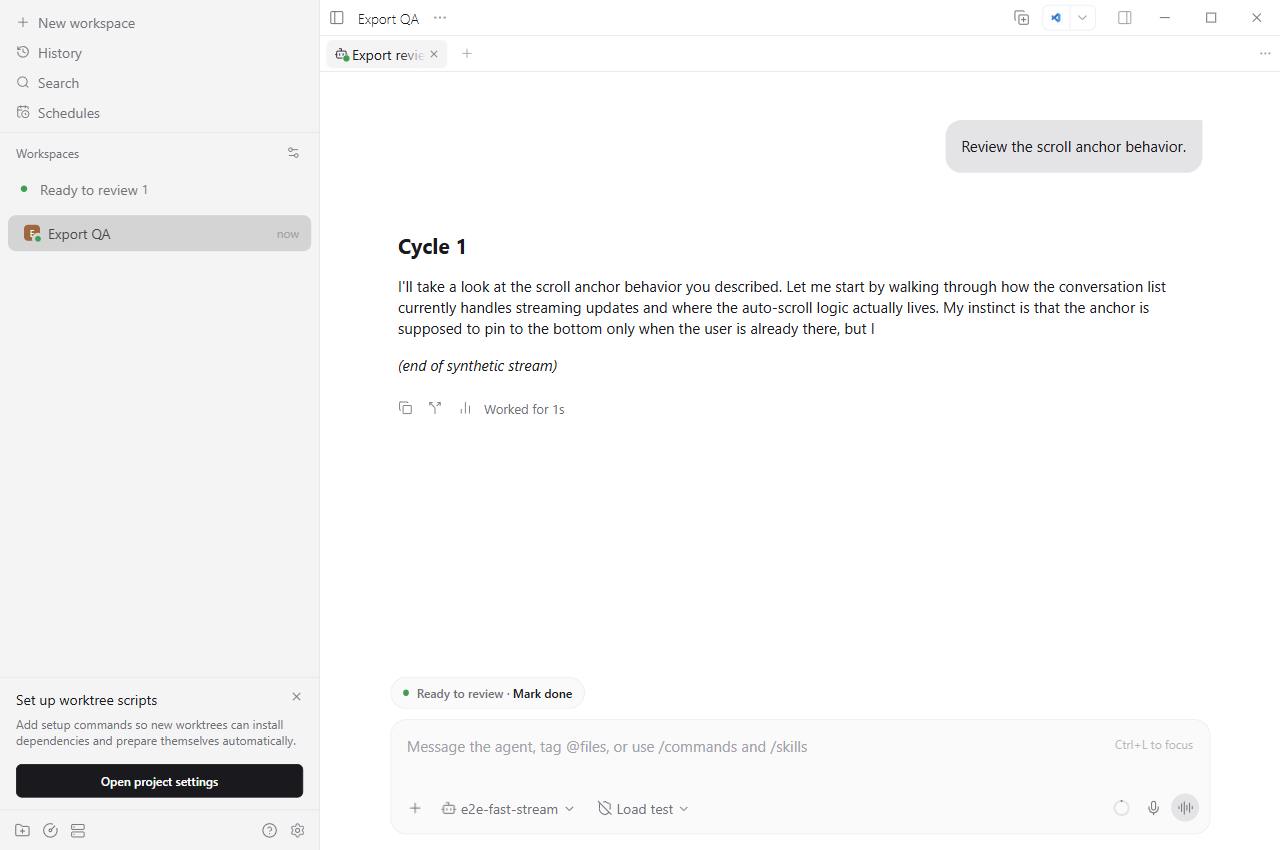 New workspace
History
Search
Schedules
Workspaces
Ready to review 1
E
Export QA
now
Set up worktree scripts
Add setup commands so new worktrees can install
dependencies and prepare themselves automatically.
Open project settings
Export QA
Export revie
Review the scroll anchor behavior.
Cycle 1
I'll take a look at the scroll anchor behavior you described. Let me start by walking through how the conversation list
currently handles streaming updates and where the auto-scroll logic actually lives. My instinct is that the anchor is
supposed to pin to the bottom only when the user is already there, but I
(end of synthetic stream)
Worked for 1s
Ready to review · Mark done
Message the agent, tag @files, or use /commands and /skills
Ctrl+L to focus
e2e-fast-stream
Load test